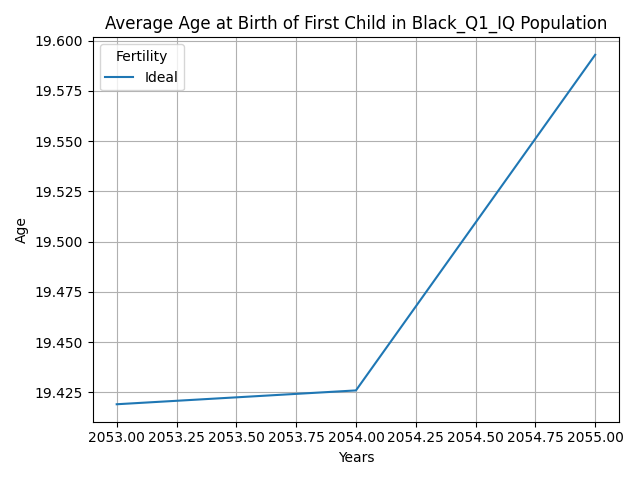 Average Age at Birth of First Child in Black_Q1_IQ Population
19.600
19.575
19.550
19.525
19.500
19.475
19.450
19.425
Age
Fertility
Ideal
2053.00 2053.25 2053.50 2053.75 2054.00 2054.25 2054.50 2054.75 2055.00
Years